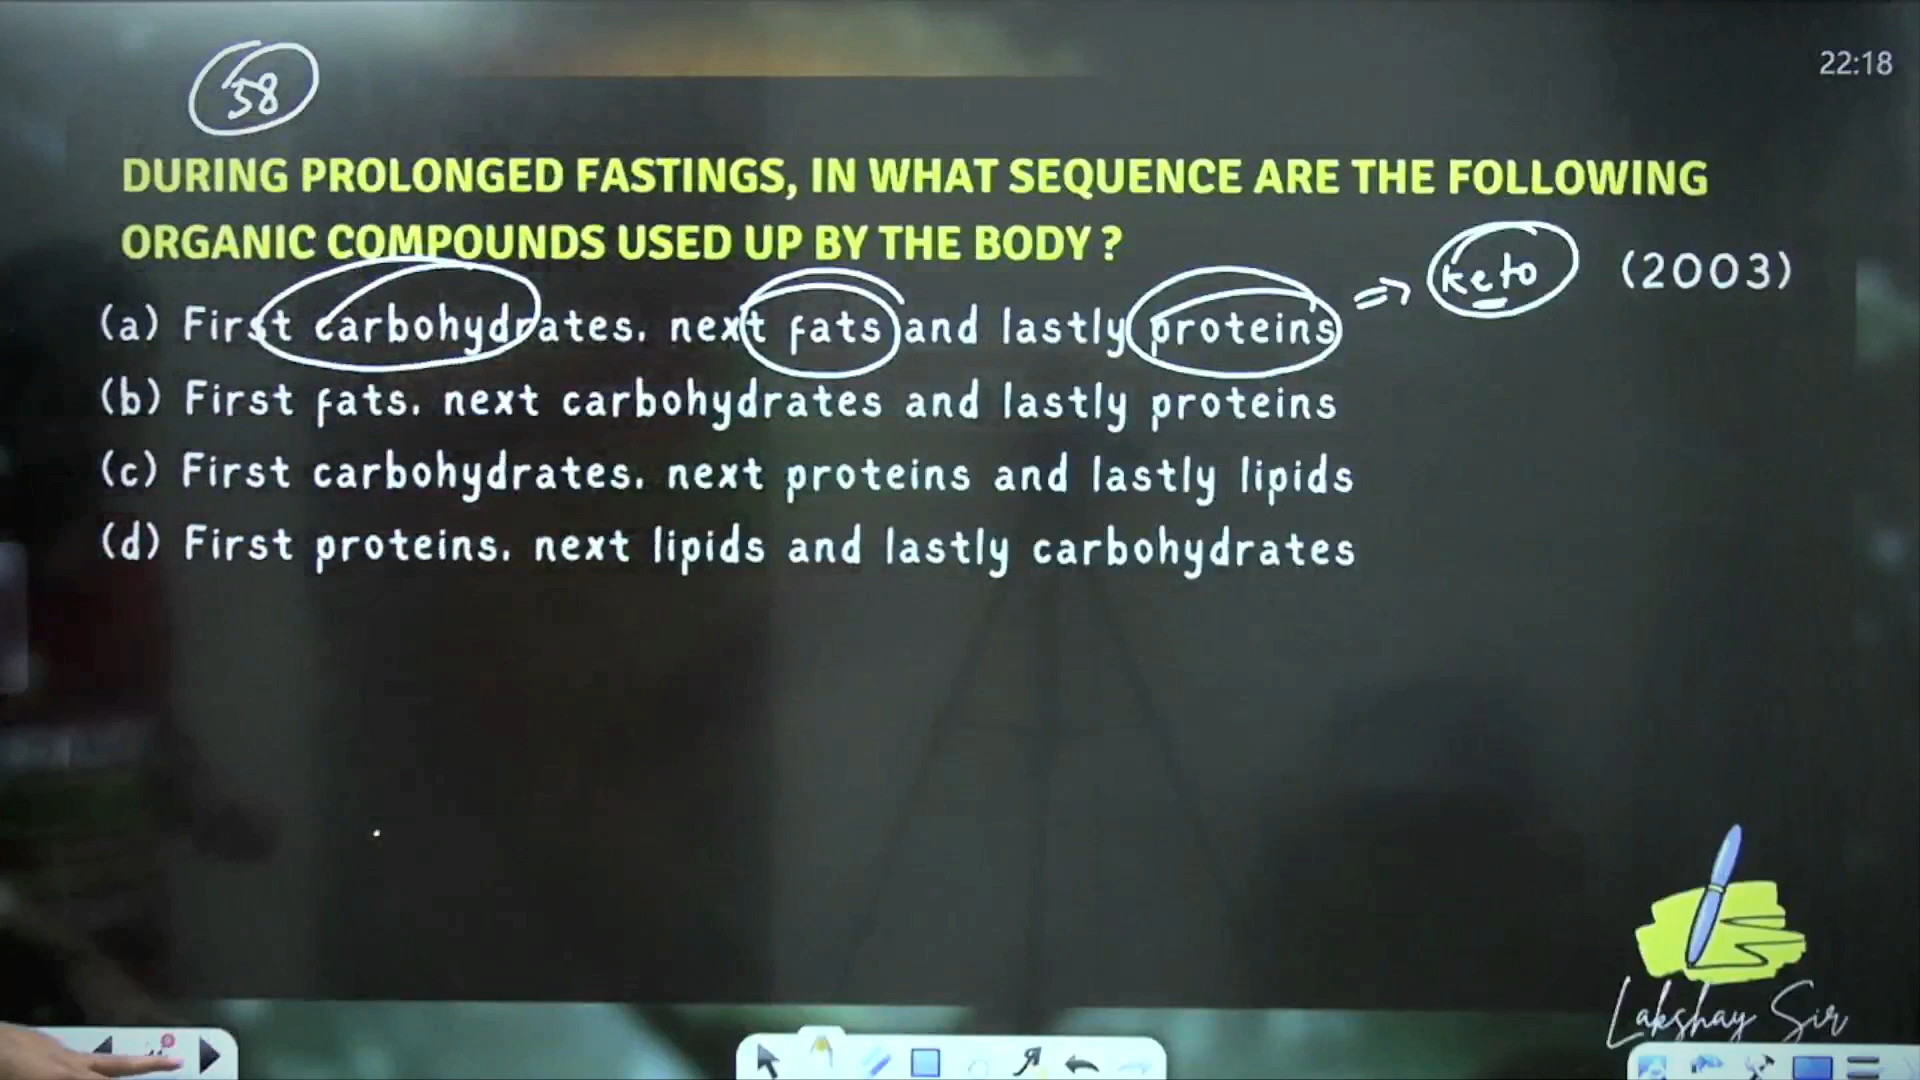 22:18
58
DURING PROLONGED FASTINGS, IN WHAT SEQUENCE ARE THE FOLLOWING
ORGANIC COMPOUNDS USED UP BY THE BODY ?
(a) First carbohydrates, next fats and lastly proteins => keto (2003)
(b) First fats, next carbohydrates and lastly proteins
(c) First carbohydrates, next proteins and lastly lipids
(d) First proteins, next lipids and lastly carbohydrates
Lakshay Sir